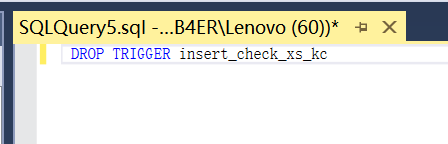 SQLQuery5.sql -...B4ER\Lenovo (60))*
DROP TRIGGER insert_check_xs_kc